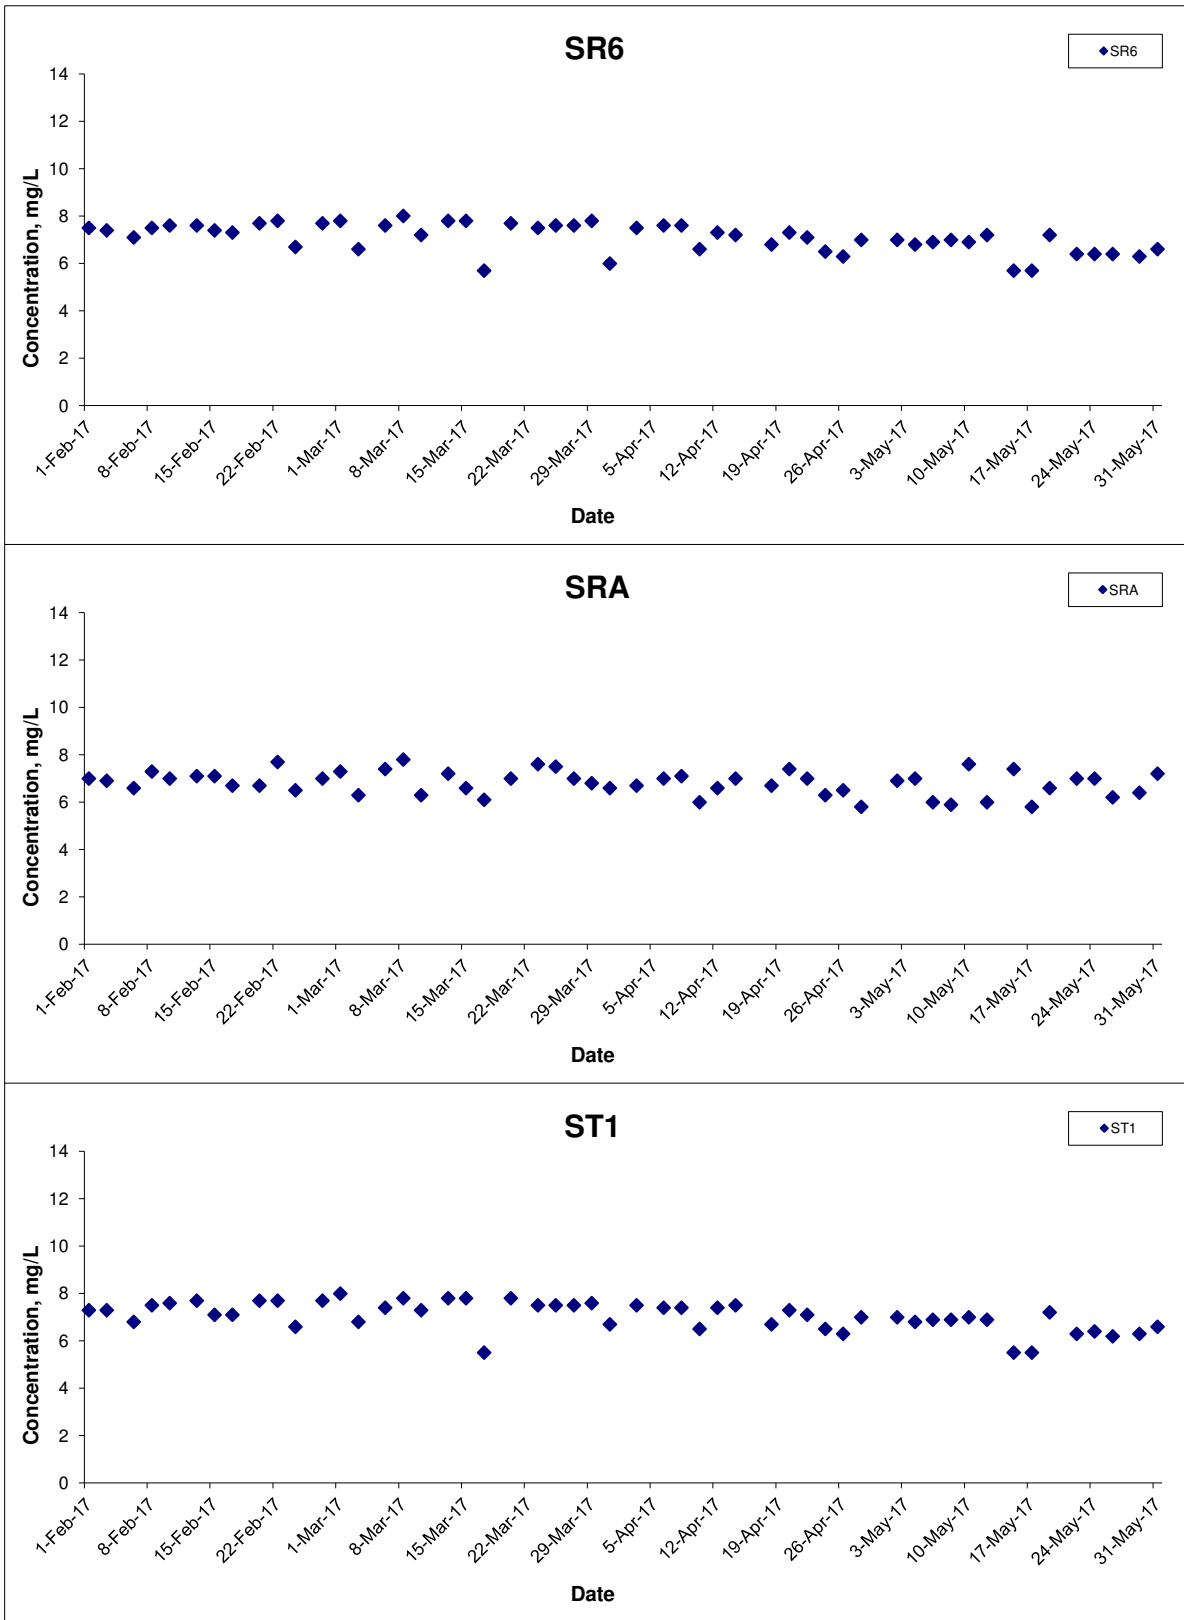 SR6
SR6
Concentration, mg/L
14
12
10
8
6
4
2
0
1-Feb-17
8-Feb-17
15-Feb-17
22-Feb-17
1-Mar-17
8-Mar-17
15-Mar-17
22-Mar-17
29-Mar-17
5-Apr-17
12-Apr-17
19-Apr-17
26-Apr-17
3-May-17
10-May-17
17-May-17
24-May-17
31-May-17
Date
SRA
SRA
Concentration, mg/L
14
12
10
8
6
4
2
0
1-Feb-17
8-Feb-17
15-Feb-17
22-Feb-17
1-Mar-17
8-Mar-17
15-Mar-17
22-Mar-17
29-Mar-17
5-Apr-17
12-Apr-17
19-Apr-17
26-Apr-17
3-May-17
10-May-17
17-May-17
24-May-17
31-May-17
Date
ST1
ST1
Concentration, mg/L
14
12
10
8
6
4
2
0
1-Feb-17
8-Feb-17
15-Feb-17
22-Feb-17
1-Mar-17
8-Mar-17
15-Mar-17
22-Mar-17
29-Mar-17
5-Apr-17
12-Apr-17
19-Apr-17
26-Apr-17
3-May-17
10-May-17
17-May-17
24-May-17
31-May-17
Date